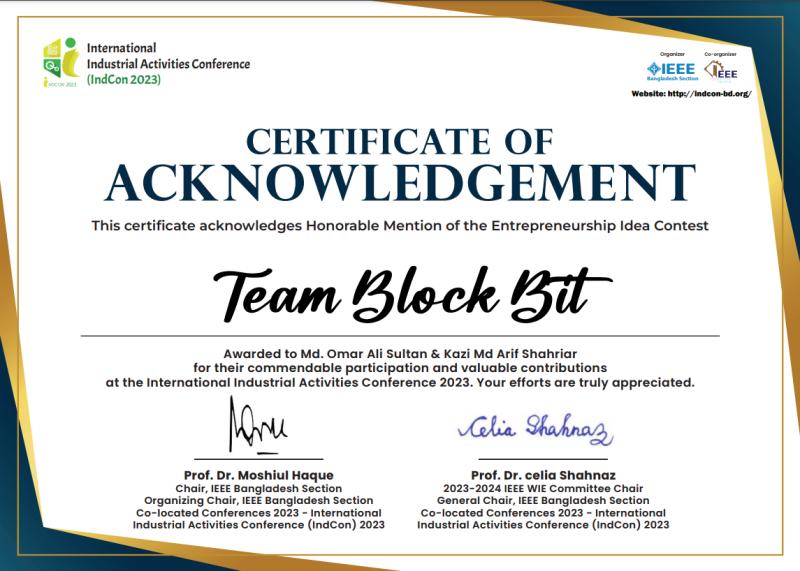 International
Industrial Activities Conference
(IndCon 2023)
INDCON 2023
Organizer
Co-organizer
IEEE
Bangladesh Section
IEEE
Website: http://indcon-bd.org/
CERTIFICATE OF
ACKNOWLEDGEMENT
This certificate acknowledges Honorable Mention of the Entrepreneurship Idea Contest
Team Block Bit
Awarded to Md. Omar Ali Sultan & Kazi Md Arif Shahriar
for their commendable participation and valuable contributions
at the International Industrial Activities Conference 2023. Your efforts are truly appreciated.
Celia Shahnaz
Prof. Dr. Moshiul Haque
Chair, IEEE Bangladesh Section
Organizing Chair, IEEE Bangladesh Section
Co-located Conferences 2023 - International
Industrial Activities Conference (IndCon) 2023
Prof. Dr. celia Shahnaz
2023-2024 IEEE WIE Committee Chair
General Chair, IEEE Bangladesh Section
Co-located Conferences 2023 - International
Industrial Activities Conference (IndCon) 2023